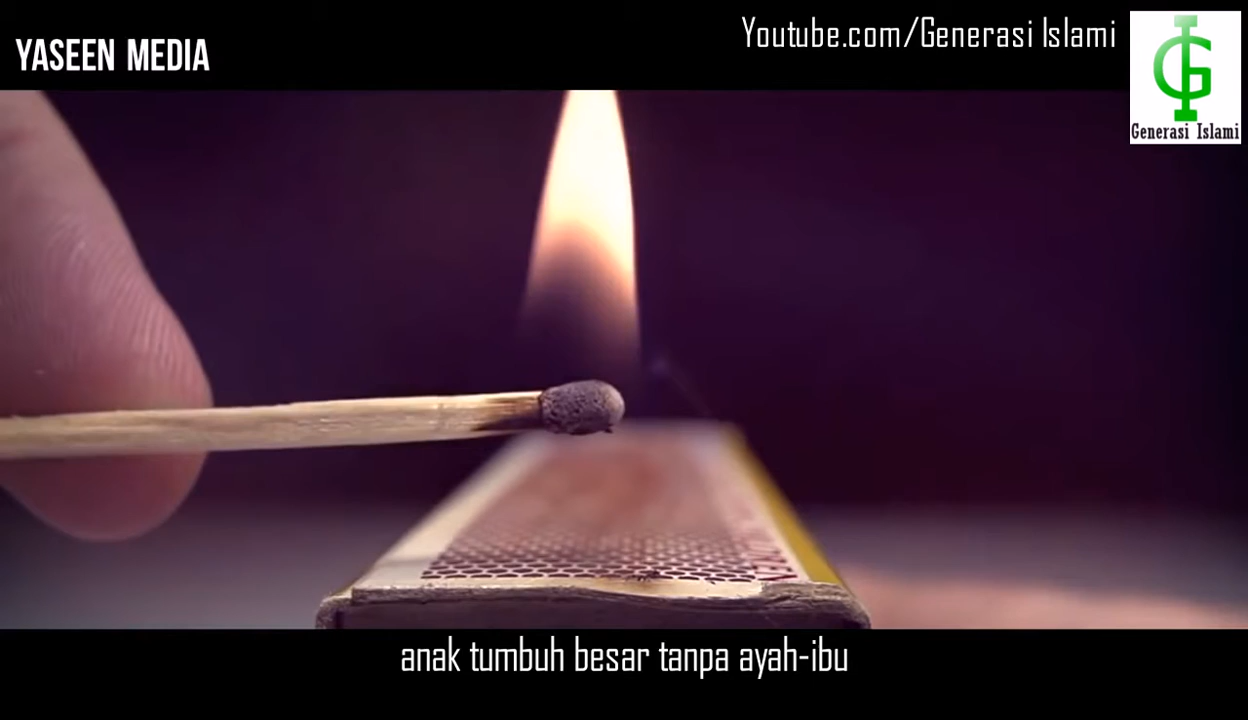 YASEEN MEDIA
Youtube.com/Generasi Islami
Generasi Islami
anak tumbuh besar tanpa ayah-ibu